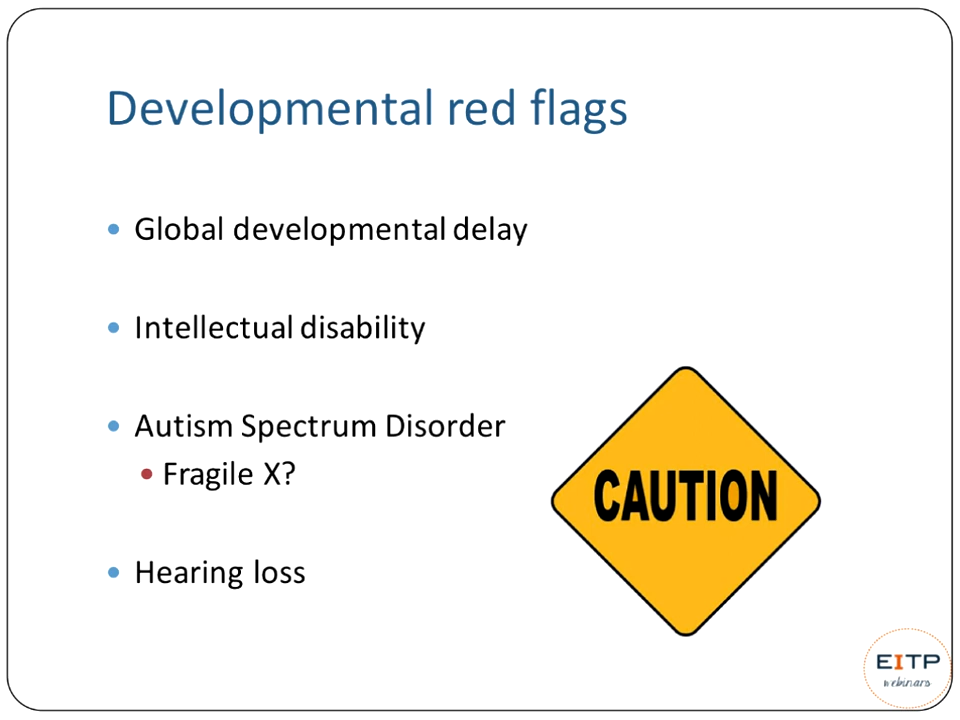 Developmental red flags
Global developmental delay
Intellectual disability
Autism Spectrum Disorder
Fragile X?
Hearing loss
CAUTION
EITP
webinars